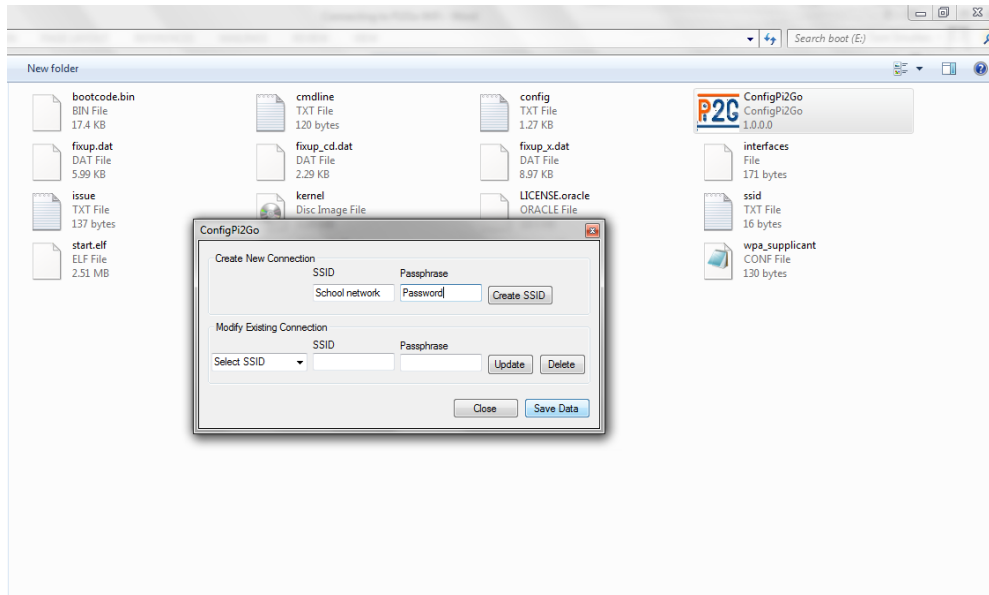 Search boot (E:)
New folder
bootcode.bin
BIN File
17.4 KB
cmdline
TXT File
120 bytes
config
TXT File
1.27 KB
P2G
ConfigPi2Go
ConfigPi2Go
1.0.0.0
fixup.dat
DAT File
5.99 KB
fixup_cd.dat
DAT File
2.29 KB
fixup_x.dat
DAT File
8.97 KB
interfaces
File
171 bytes
issue
TXT File
137 bytes
kernel
Disc Image File
LICENSE.oracle
ORACLE File
ssid
TXT File
16 bytes
start.elf
ELF File
2.51 MB
wpa_supplicant
CONF File
130 bytes
ConfigPi2Go
Create New Connection
SSID Passphrase
School network Password Create SSID
Modify Existing Connection
SSID Passphrase
Select SSID Update Delete
Close Save Data